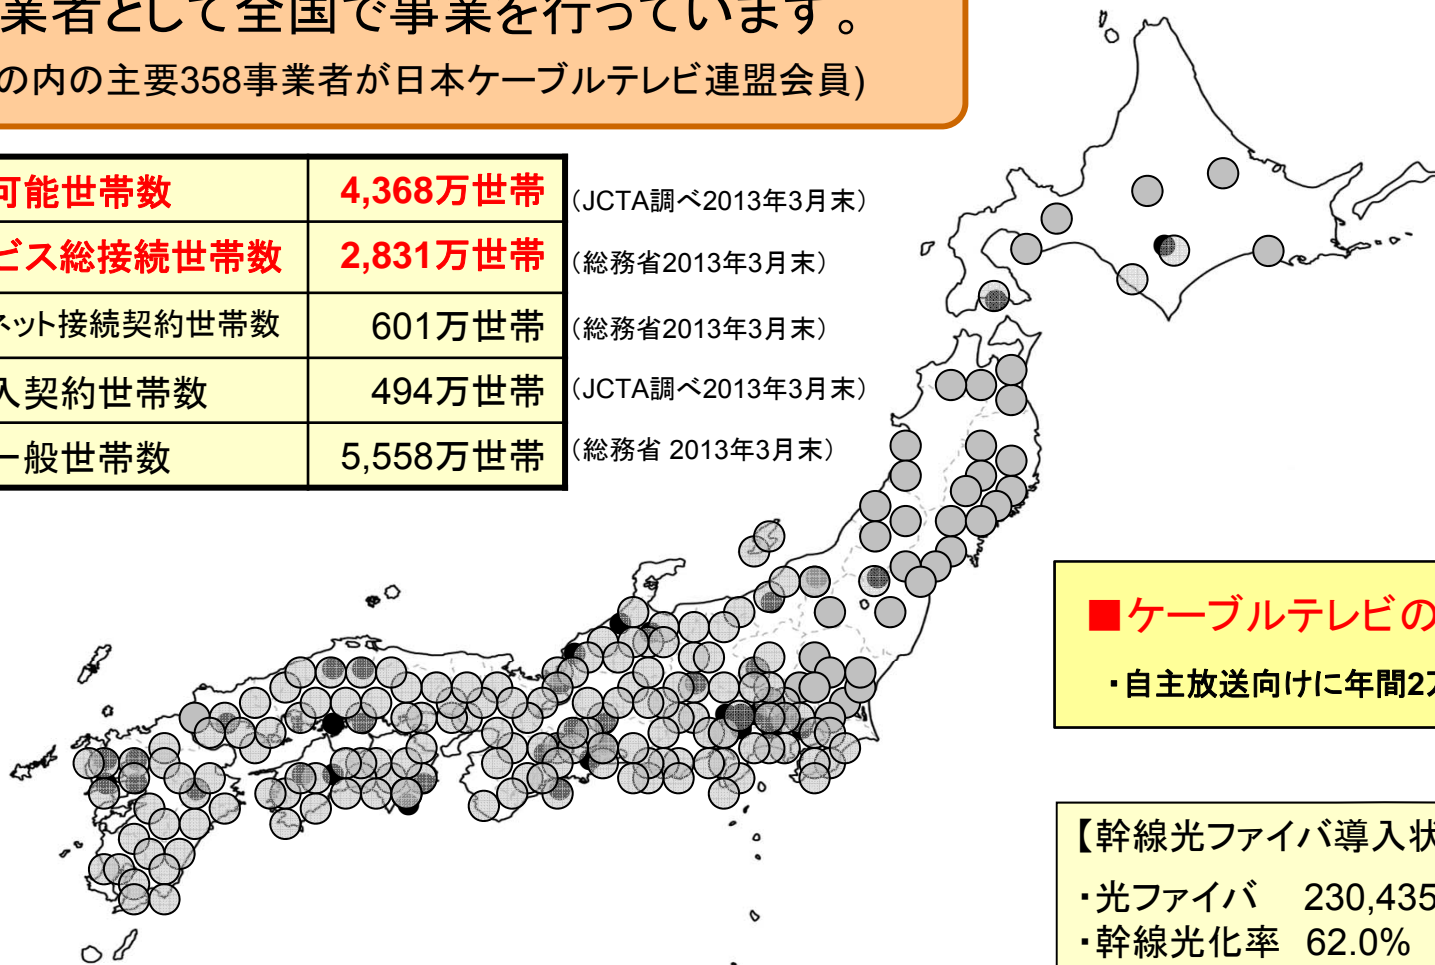 業者として全国で事業を行っています。
の内の主要358事業者が日本ケーブルテレビ連盟会員)
可能世帯数 4,368万世帯 (JCTA調べ2013年3月末)
ビス総接続世帯数 2,831万世帯 (総務省2013年3月末)
ネット接続契約世帯数 601万世帯 (総務省2013年3月末)
入契約世帯数 494万世帯 (JCTA調べ2013年3月末)
一般世帯数 5,558万世帯 (総務省 2013年3月末)
■ケーブルテレビの
・自主放送向けに年間2万
【幹線光ファイバ導入状
・光ファイバ 230,435
・幹線光化率 62.0%